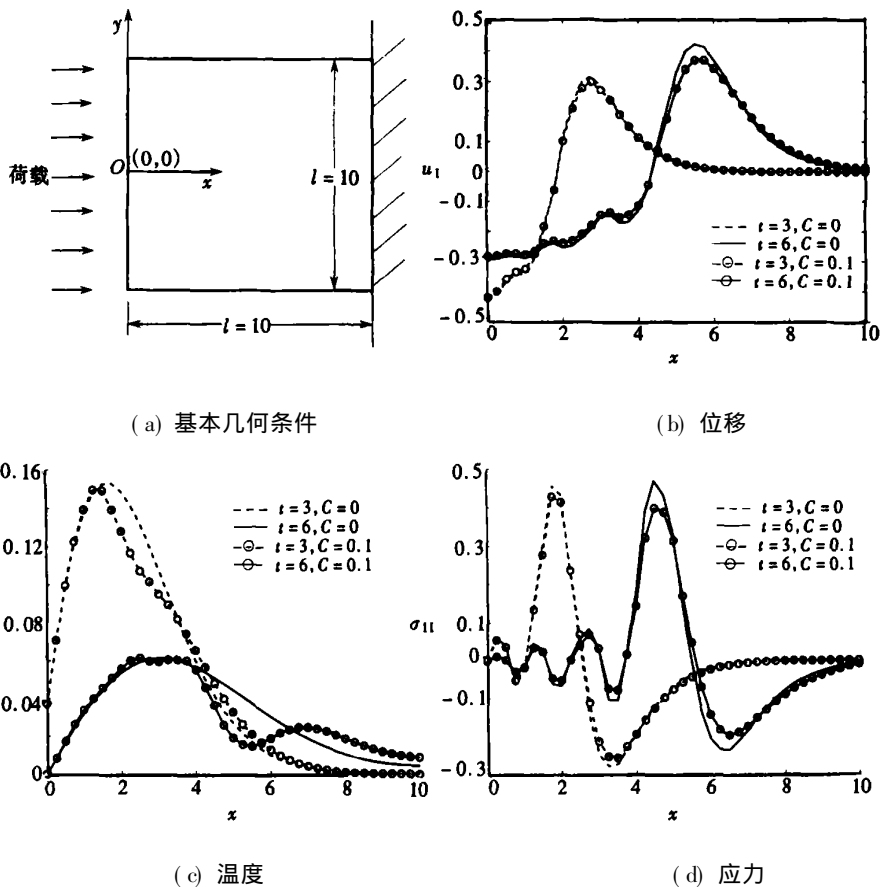 y
荷载
O (0,0)
x
l = 10
l = 10
(a) 基本几何条件
0.5
0.3
0.1
u₁
0
-0.1
-0.3
-0.5
t=3, C=0
t=6, C=0
t=3, C=0.1
t=6, C=0.1
0 2 4 6 8 10
x
(b) 位移
0.16
0.12
0.08
0.04
0
t=3, C=0
t=6, C=0
t=3, C=0.1
t=6, C=0.1
0 2 4 6 8 10
x
(c) 温度
0.5
0.3
0.1
σ₁₁
0
-0.1
-0.3
t=3, C=0
t=6, C=0
t=3, C=0.1
t=6, C=0.1
0 2 4 6 8 10
x
(d) 应力